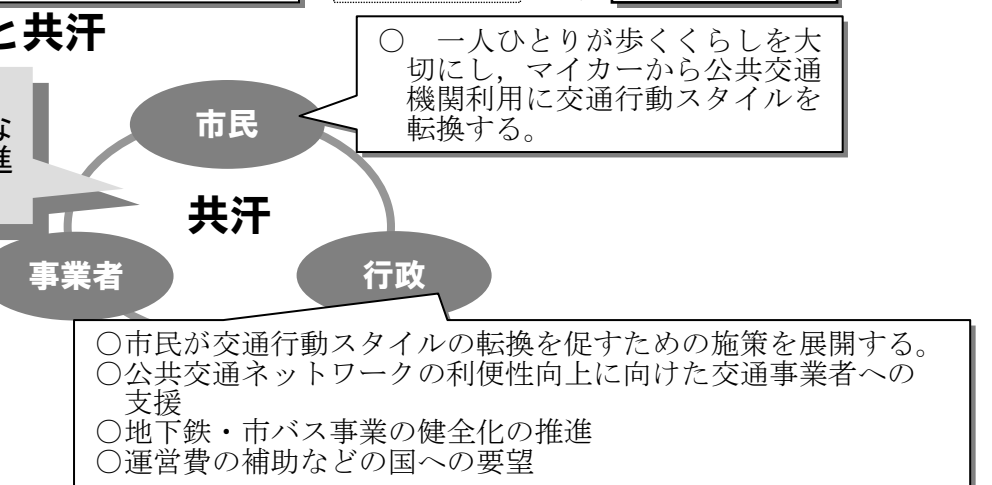 と共汗
○ 一人ひとりが歩くくらしを大
切にし，マイカーから公共交通
機関利用に交通行動スタイルを
転換する。
市民
な
進
共汗
事業者
行政
○市民が交通行動スタイルの転換を促すための施策を展開する。
○公共交通ネットワークの利便性向上に向けた交通事業者への
支援
○地下鉄・市バス事業の健全化の推進
○運営費の補助などの国への要望